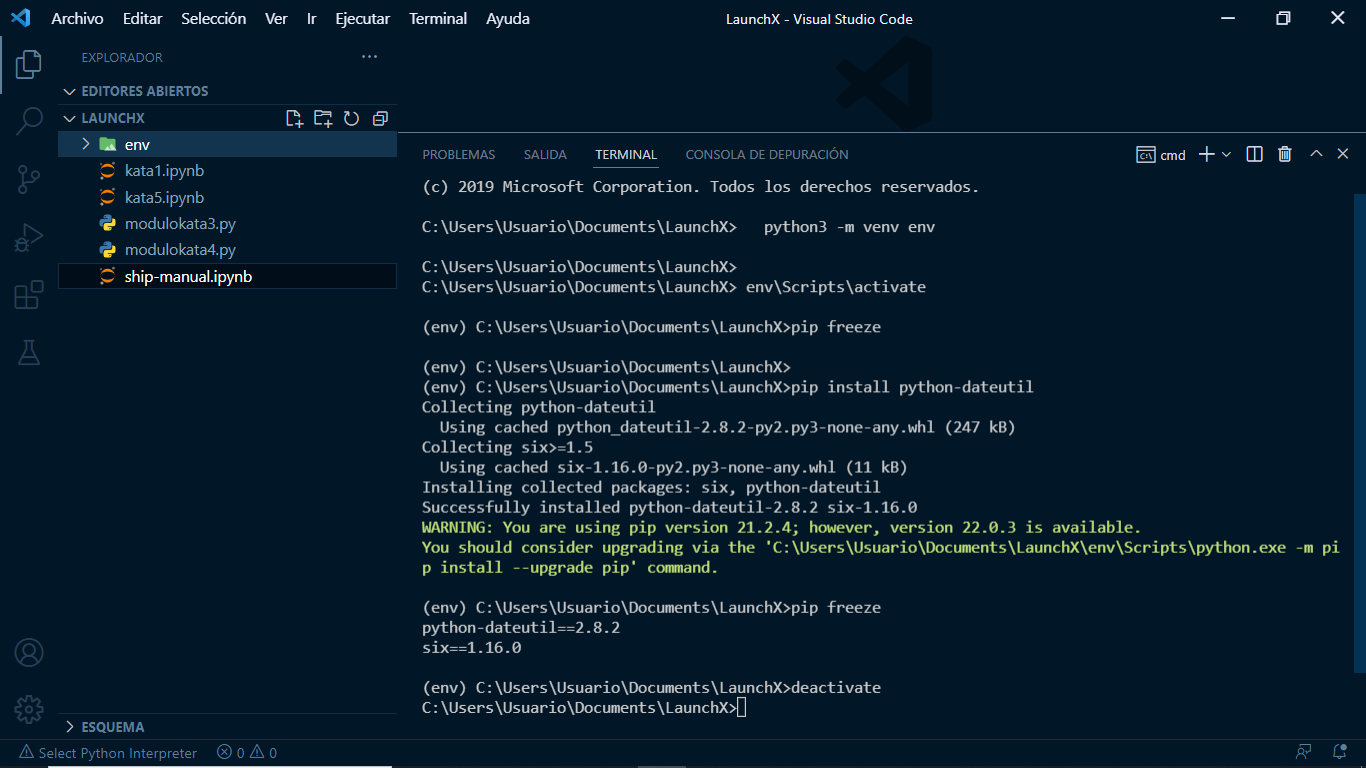 Archivo Editar Selección Ver Ir Ejecutar Terminal Ayuda LaunchX - Visual Studio Code
EXPLORADOR
EDITORES ABIERTOS
LAUNCHX
env
kata1.ipynb
kata5.ipynb
modulokata3.py
modulokata4.py
ship-manual.ipynb
ESQUEMA
PROBLEMAS SALIDA TERMINAL CONSOLA DE DEPURACIÓN cmd
(c) 2019 Microsoft Corporation. Todos los derechos reservados.
C:\Users\Usuario\Documents\LaunchX>   python3 -m venv env
C:\Users\Usuario\Documents\LaunchX>
C:\Users\Usuario\Documents\LaunchX> env\Scripts\activate
(env) C:\Users\Usuario\Documents\LaunchX>pip freeze
(env) C:\Users\Usuario\Documents\LaunchX>
(env) C:\Users\Usuario\Documents\LaunchX>pip install python-dateutil
Collecting python-dateutil
  Using cached python_dateutil-2.8.2-py2.py3-none-any.whl (247 kB)
Collecting six>=1.5
  Using cached six-1.16.0-py2.py3-none-any.whl (11 kB)
Installing collected packages: six, python-dateutil
Successfully installed python-dateutil-2.8.2 six-1.16.0
WARNING: You are using pip version 21.2.4; however, version 22.0.3 is available.
You should consider upgrading via the 'C:\Users\Usuario\Documents\LaunchX\env\Scripts\python.exe -m pi
p install --upgrade pip' command.
(env) C:\Users\Usuario\Documents\LaunchX>pip freeze
python-dateutil==2.8.2
six==1.16.0
(env) C:\Users\Usuario\Documents\LaunchX>deactivate
C:\Users\Usuario\Documents\LaunchX>
Select Python Interpreter 0 0